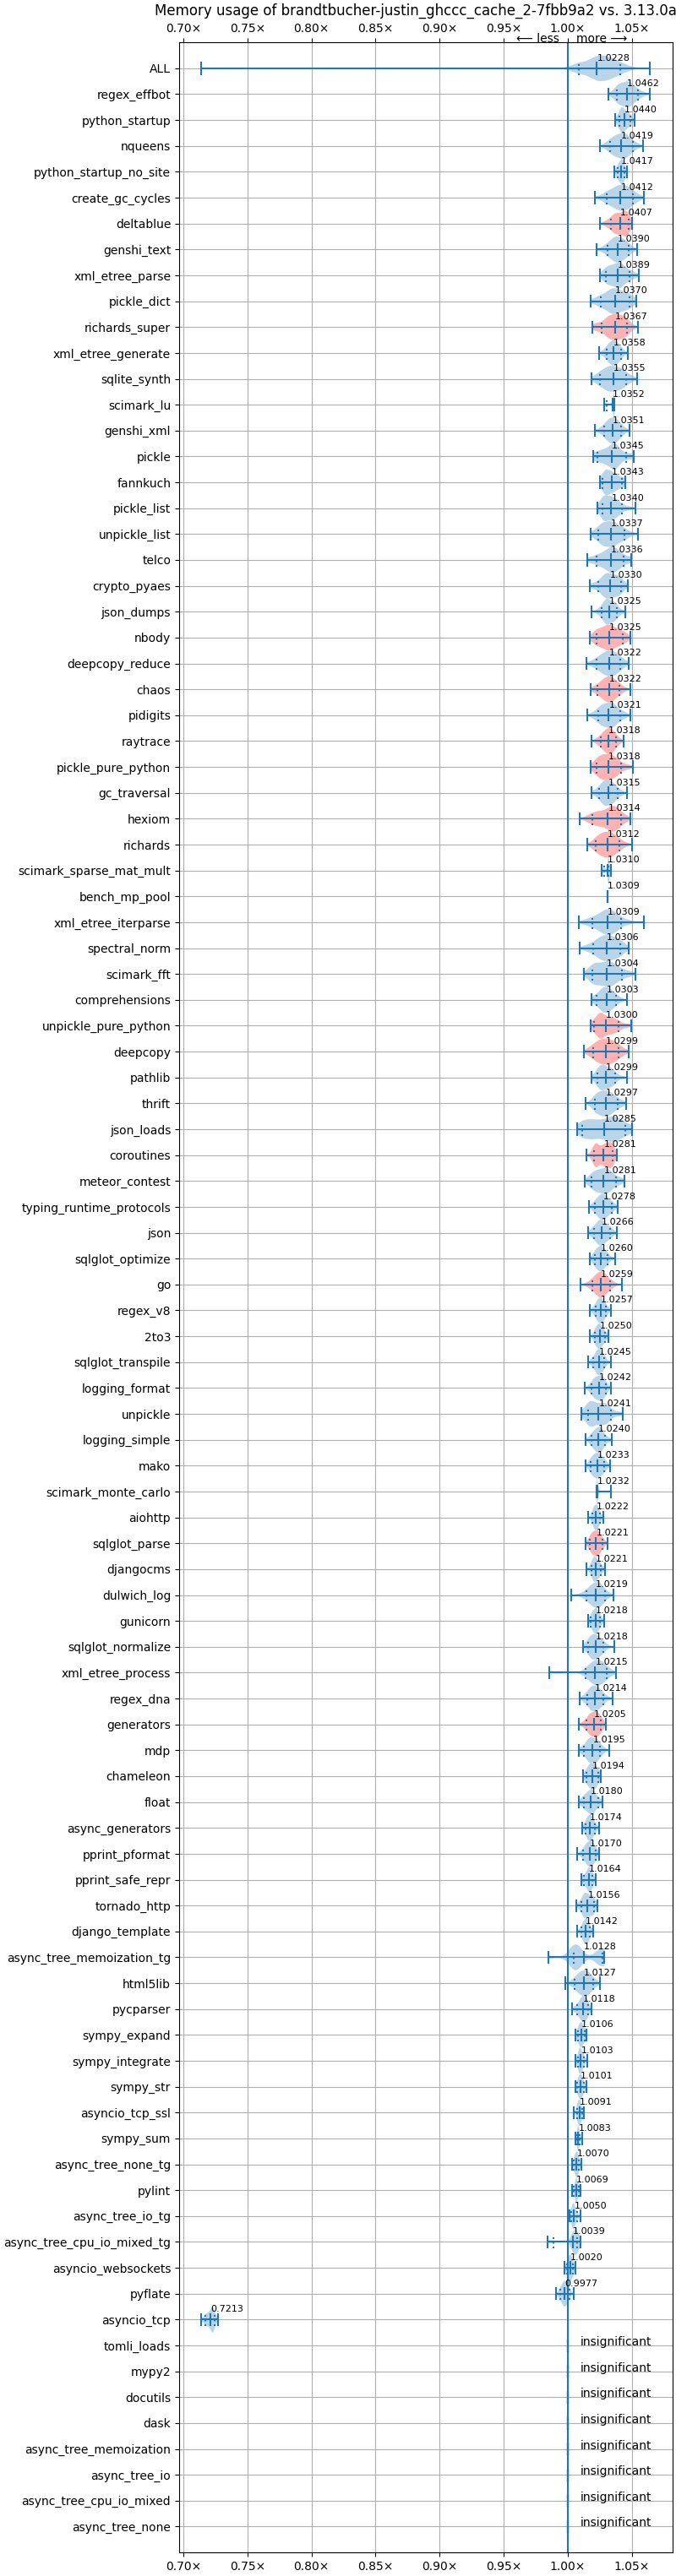 Memory usage of brandtbucher-justin_ghccc_cache_2-7fbb9a2 vs. 3.13.0a
0.70× 0.75× 0.80× 0.85× 0.90× 0.95× 1.00× 1.05×
⟵ less more ⟶
ALL 1.0228
regex_effbot 1.0462
python_startup 1.0440
nqueens 1.0419
python_startup_no_site 1.0417
create_gc_cycles 1.0412
deltablue 1.0407
genshi_text 1.0390
xml_etree_parse 1.0389
pickle_dict 1.0370
richards_super 1.0367
xml_etree_generate 1.0358
sqlite_synth 1.0355
scimark_lu 1.0352
genshi_xml 1.0351
pickle 1.0345
fannkuch 1.0343
pickle_list 1.0340
unpickle_list 1.0337
telco 1.0336
crypto_pyaes 1.0330
json_dumps 1.0325
nbody 1.0325
deepcopy_reduce 1.0322
chaos 1.0322
pidigits 1.0321
raytrace 1.0318
pickle_pure_python 1.0318
gc_traversal 1.0315
hexiom 1.0314
richards 1.0312
scimark_sparse_mat_mult 1.0310
bench_mp_pool 1.0309
xml_etree_iterparse 1.0309
spectral_norm 1.0306
scimark_fft 1.0304
comprehensions 1.0303
unpickle_pure_python 1.0300
deepcopy 1.0299
pathlib 1.0299
thrift 1.0297
json_loads 1.0285
coroutines 1.0281
meteor_contest 1.0281
typing_runtime_protocols 1.0278
json 1.0266
sqlglot_optimize 1.0260
go 1.0259
regex_v8 1.0257
2to3 1.0250
sqlglot_transpile 1.0245
logging_format 1.0242
unpickle 1.0241
logging_simple 1.0240
mako 1.0233
scimark_monte_carlo 1.0232
aiohttp 1.0222
sqlglot_parse 1.0221
djangocms 1.0221
dulwich_log 1.0219
gunicorn 1.0218
sqlglot_normalize 1.0218
xml_etree_process 1.0215
regex_dna 1.0214
generators 1.0205
mdp 1.0195
chameleon 1.0194
float 1.0180
async_generators 1.0174
pprint_pformat 1.0170
pprint_safe_repr 1.0164
tornado_http 1.0156
django_template 1.0142
async_tree_memoization_tg 1.0128
html5lib 1.0127
pycparser 1.0118
sympy_expand 1.0106
sympy_integrate 1.0103
sympy_str 1.0101
asyncio_tcp_ssl 1.0091
sympy_sum 1.0083
async_tree_none_tg 1.0070
pylint 1.0069
async_tree_io_tg 1.0050
async_tree_cpu_io_mixed_tg 1.0039
asyncio_websockets 1.0020
pyflate 0.9977
asyncio_tcp 0.7213
tomli_loads insignificant
mypy2 insignificant
docutils insignificant
dask insignificant
async_tree_memoization insignificant
async_tree_io insignificant
async_tree_cpu_io_mixed insignificant
async_tree_none insignificant
0.70× 0.75× 0.80× 0.85× 0.90× 0.95× 1.00× 1.05×